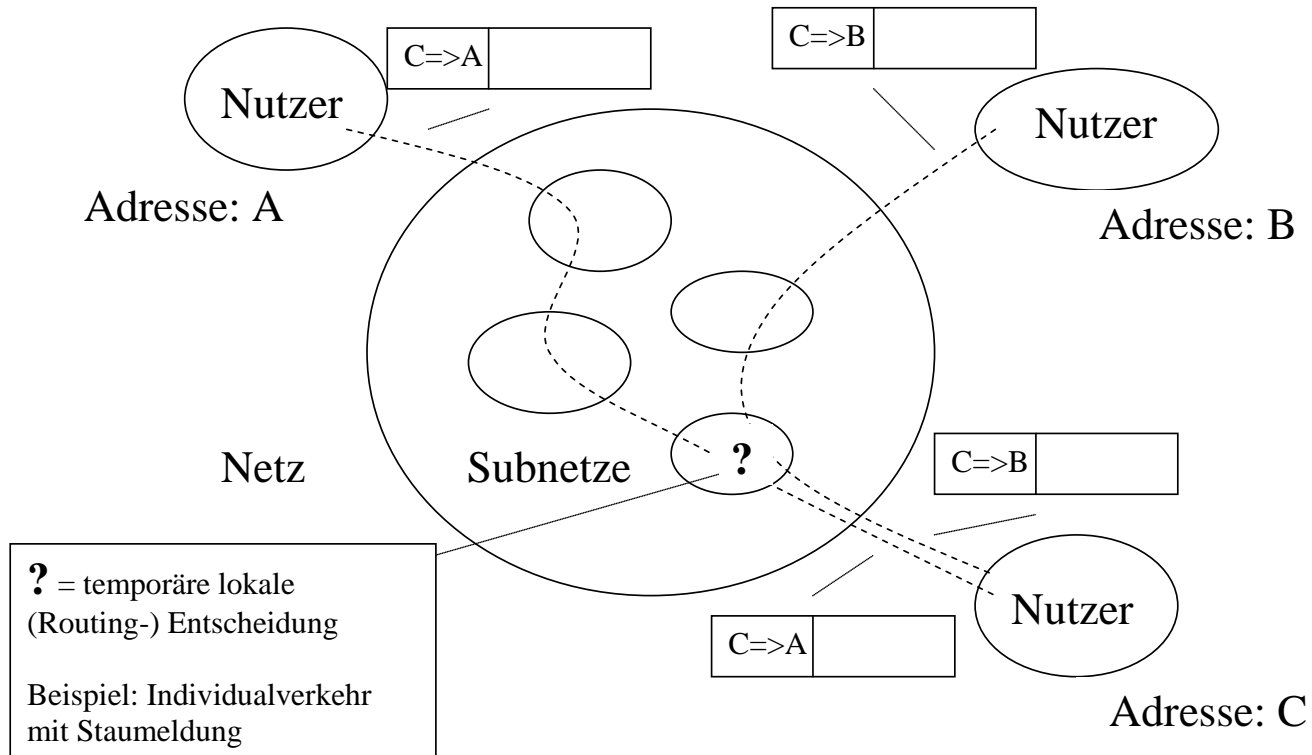 C=>A
C=>B
Nutzer
Nutzer
Adresse: A
Adresse: B
Netz
Subnetze
?
C=>B
? = temporäre lokale
(Routing-) Entscheidung
Beispiel: Individualverkehr
mit Staumeldung
Nutzer
C=>A
Adresse: C